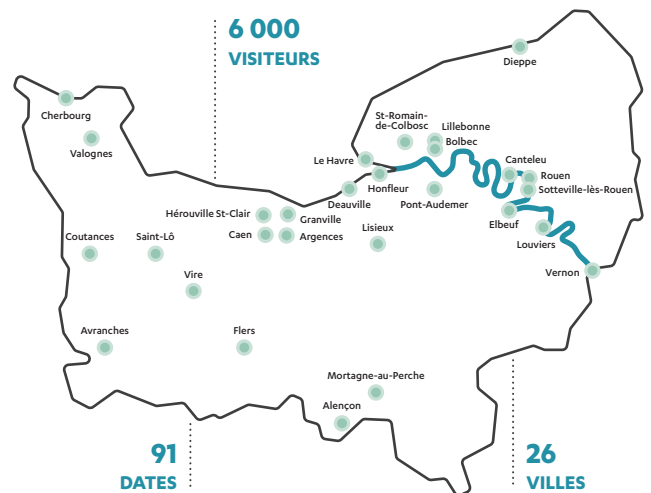 6 000
VISITEURS
Dieppe
Cherbourg
Valognes
St-Romain-
de-Colbosc
Lillebonne
Bolbec
Le Havre
Canteleu
Rouen
Honfleur
Sotteville-lès-Rouen
Deauville
Pont-Audemer
Hérouville St-Clair
Granville
Elbeuf
Caen
Argences
Lisieux
Louviers
Coutances
Saint-Lô
Vernon
Vire
Avranches
Flers
Mortagne-au-Perche
Alençon
91
DATES
26
VILLES